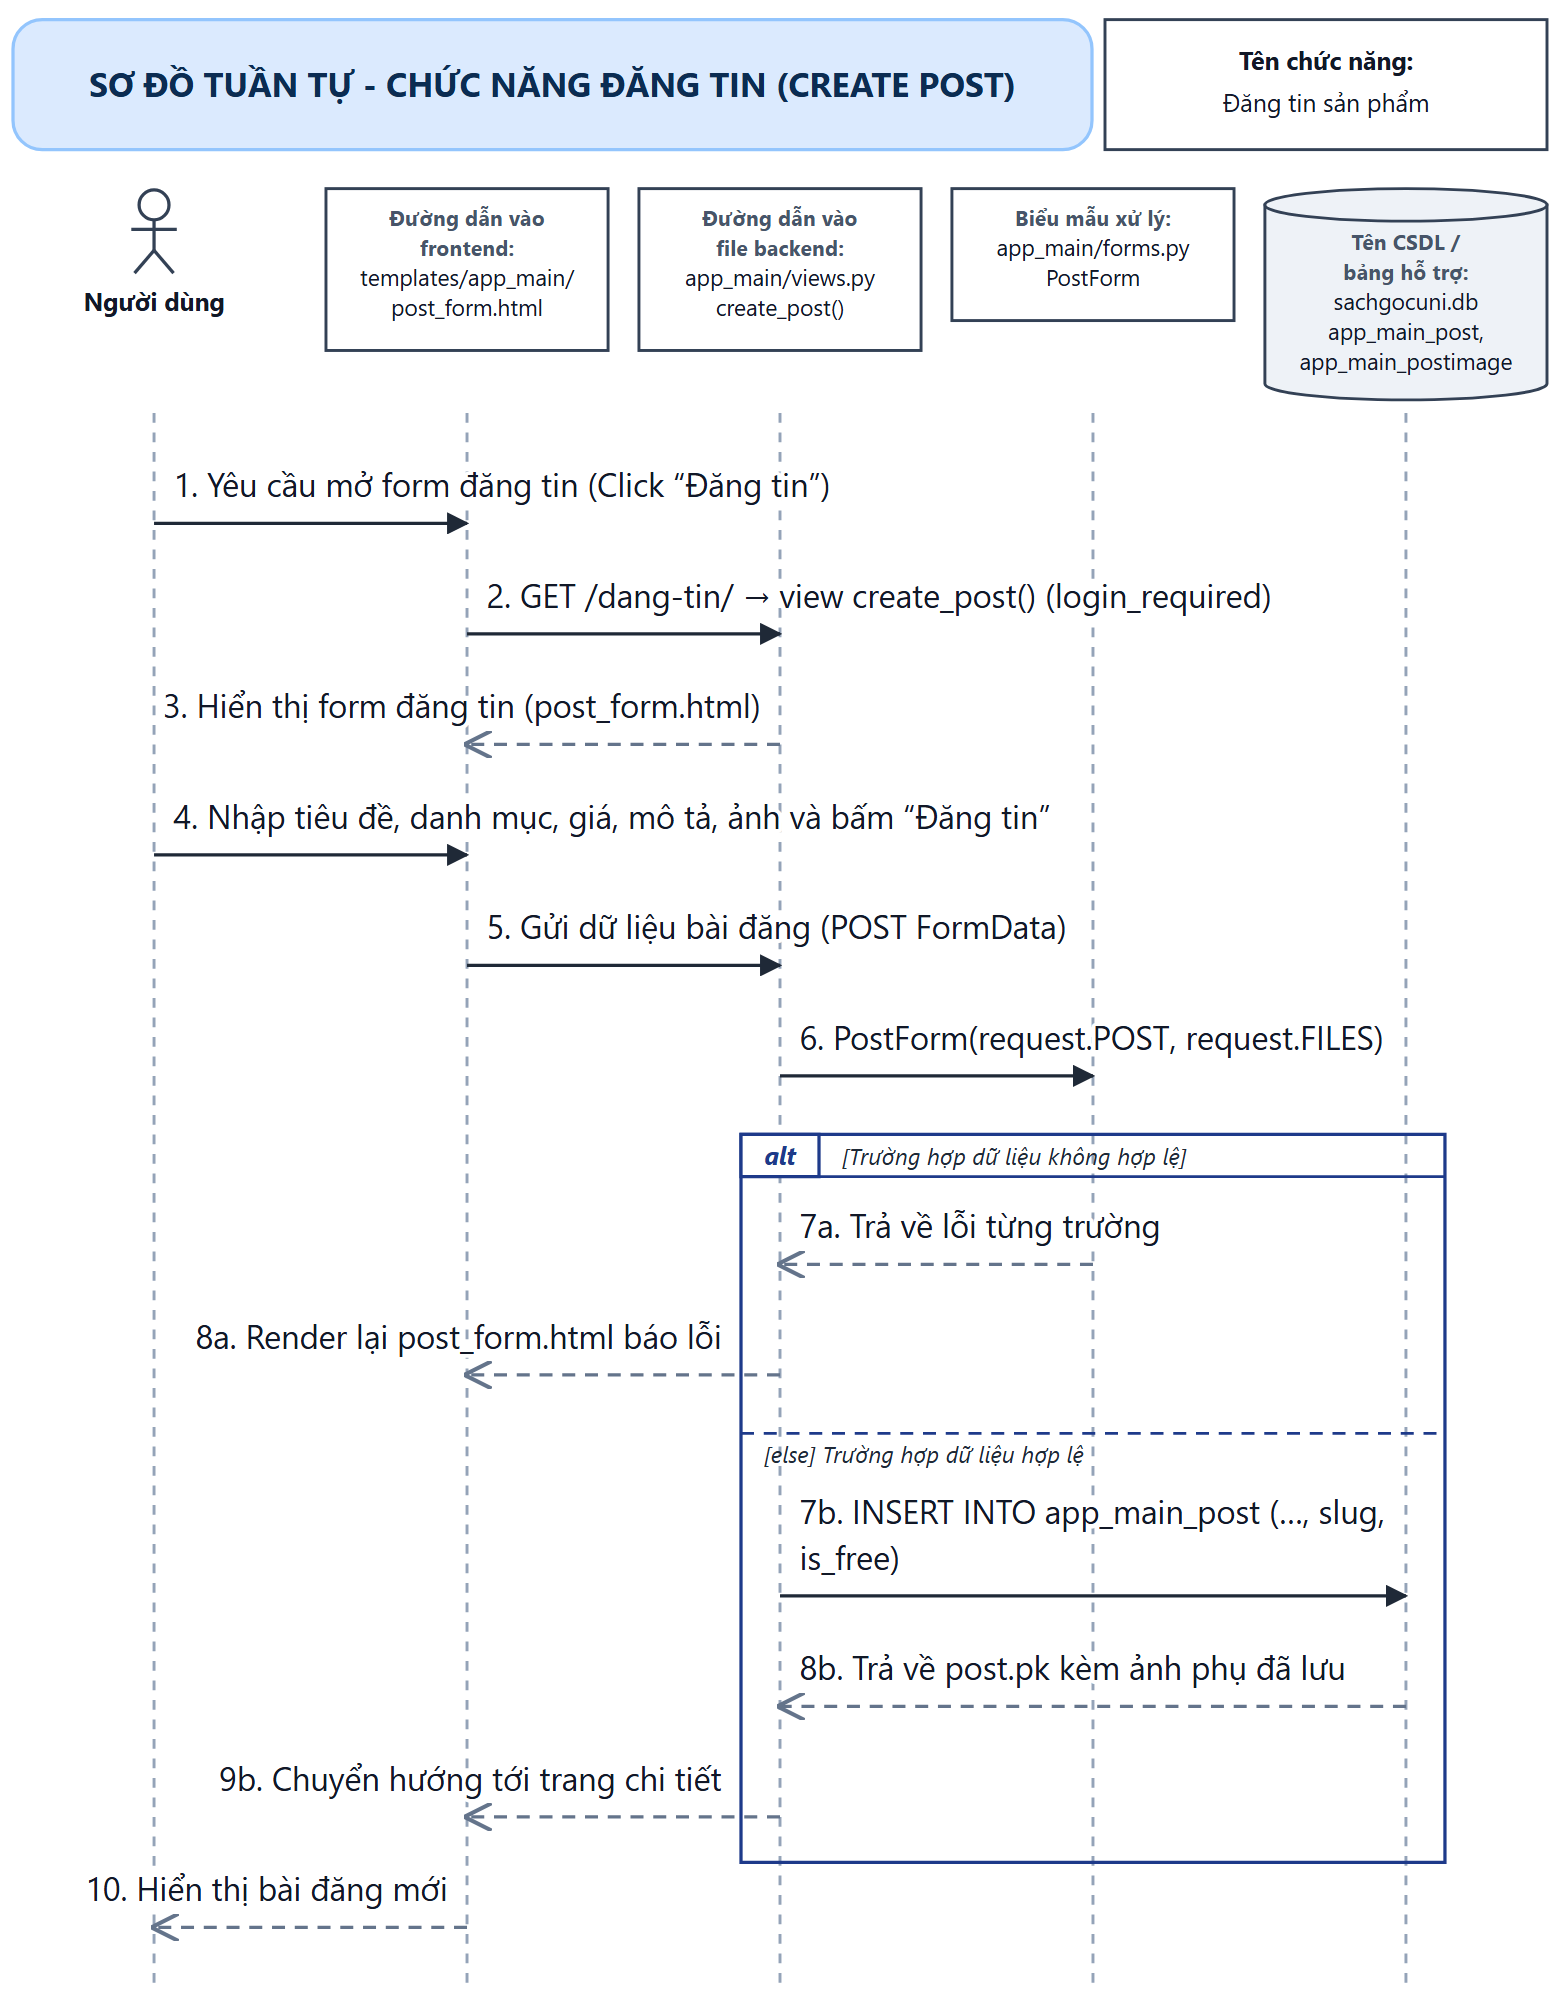 SƠ ĐỒ TUẦN TỰ - CHỨC NĂNG ĐĂNG TIN (CREATE POST)
Tên chức năng:
Đăng tin sản phẩm
Người dùng
Đường dẫn vào
frontend:
templates/app_main/
post_form.html
Đường dẫn vào
file backend:
app_main/views.py
create_post()
Biểu mẫu xử lý:
app_main/forms.py
PostForm
Tên CSDL /
bảng hỗ trợ:
sachgocuni.db
app_main_post,
app_main_postimage
1. Yêu cầu mở form đăng tin (Click “Đăng tin”)
2. GET /dang-tin/ → view create_post() (login_required)
3. Hiển thị form đăng tin (post_form.html)
4. Nhập tiêu đề, danh mục, giá, mô tả, ảnh và bấm “Đăng tin”
5. Gửi dữ liệu bài đăng (POST FormData)
6. PostForm(request.POST, request.FILES)
alt [Trường hợp dữ liệu không hợp lệ]
7a. Trả về lỗi từng trường
8a. Render lại post_form.html báo lỗi
[else] Trường hợp dữ liệu hợp lệ
7b. INSERT INTO app_main_post (…, slug,
is_free)
8b. Trả về post.pk kèm ảnh phụ đã lưu
9b. Chuyển hướng tới trang chi tiết
10. Hiển thị bài đăng mới